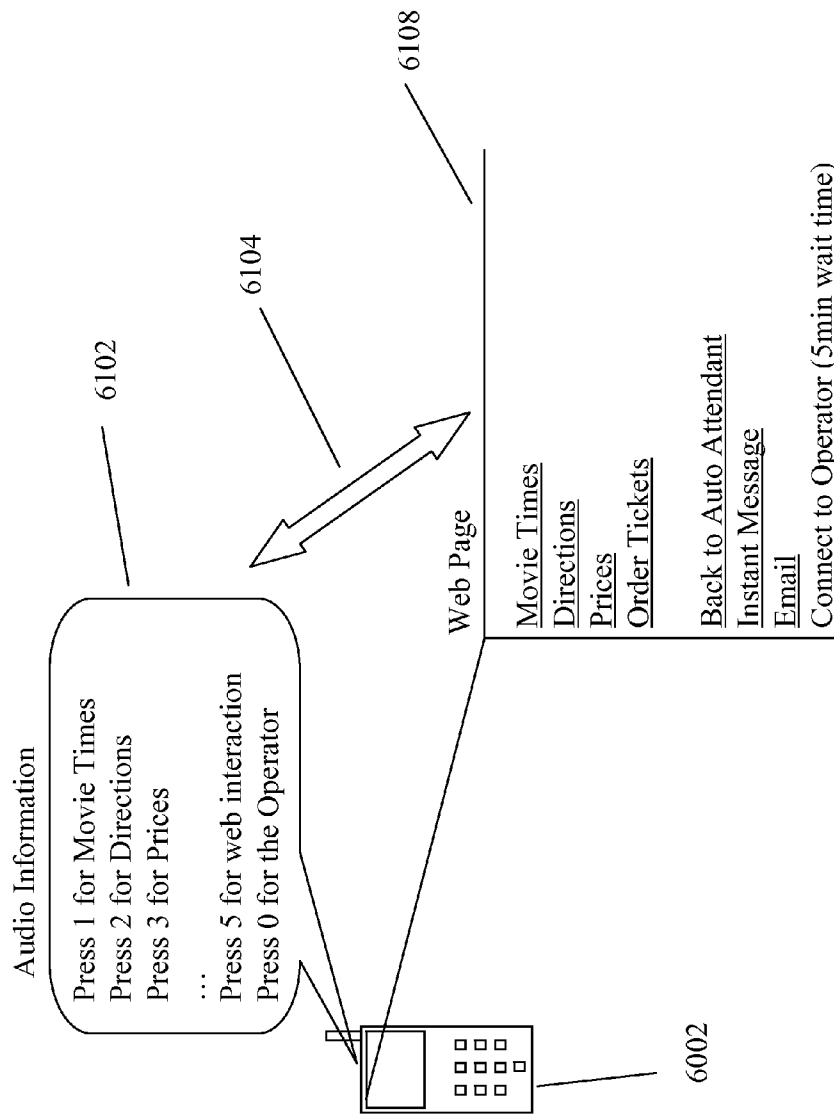 Audio Information
Press 1 for Movie Times
Press 2 for Directions
Press 3 for Prices
...
Press 5 for web interaction
Press 0 for the Operator
6102
6104
6108
6002
Web Page
Movie Times
Directions
Prices
Order Tickets
Back to Auto Attendant
Instant Message
Email
Connect to Operator (5min wait time)